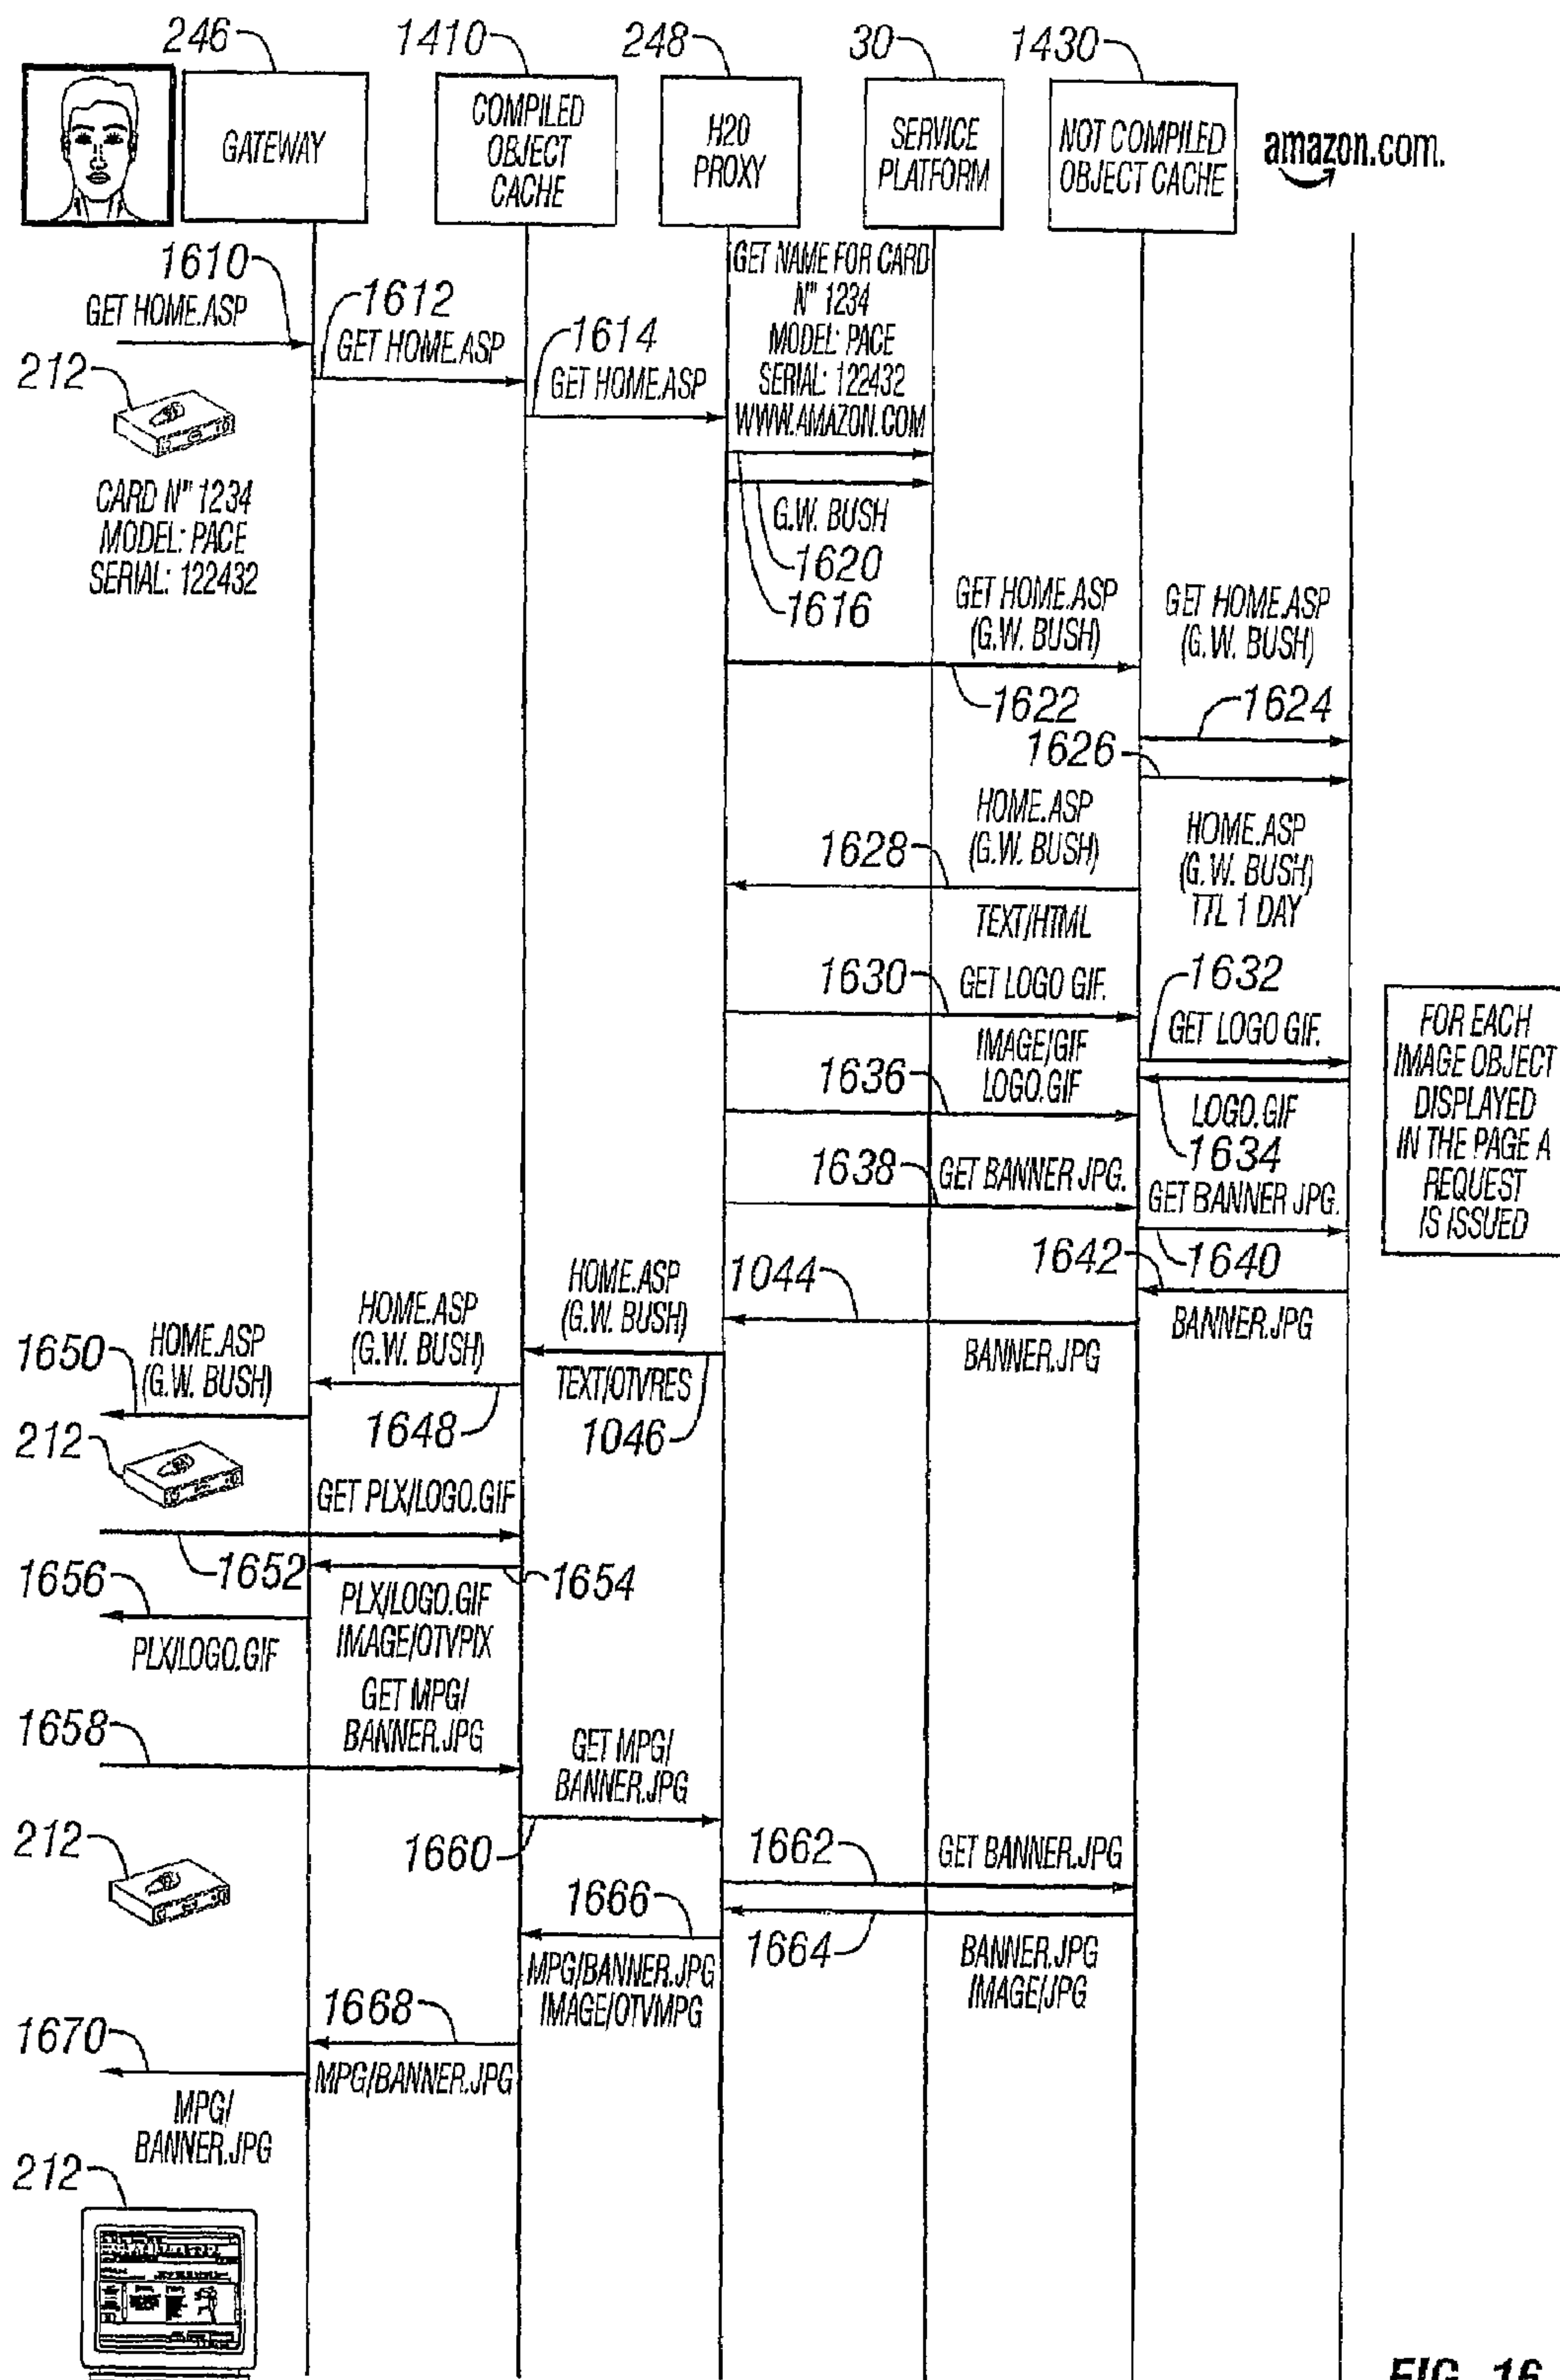 246
1410
248
30
1430
GATEWAY
COMPILED
OBJECT
CACHE
H20
PROXY
SERVICE
PLATFORM
NOT COMPILED
OBJECT CACHE
amazon.com.
1610
GET HOME.ASP
1612
GET HOME.ASP
1614
GET HOME.ASP
GET NAME FOR CARD
N''' 1234
MODEL: PACE
SERIAL: 122432
WWW.AMAZON.COM
212
CARD N''' 1234
MODEL: PACE
SERIAL: 122432
G.W. BUSH
1620
1616
GET HOME.ASP
(G.W. BUSH)
1622
GET HOME.ASP
(G.W. BUSH)
1624
1626
HOME.ASP
(G.W. BUSH)
1628
TEXT/HTML
HOME.ASP
(G.W. BUSH)
TTL 1 DAY
1630
GET LOGO GIF.
1632
GET LOGO GIF.
IMAGE/GIF
LOGO.GIF
1636
LOGO.GIF
1634
FOR EACH
IMAGE OBJECT
DISPLAYED
IN THE PAGE A
REQUEST
IS ISSUED
1638
GET BANNER JPG.
GET BANNER JPG.
1640
1642
BANNER.JPG
1044
BANNER.JPG
HOME.ASP
(G.W. BUSH)
TEXT/OTVRES
1046
HOME.ASP
(G.W. BUSH)
1648
1650
HOME.ASP
(G.W. BUSH)
212
GET PLX/LOGO.GIF
1652
1654
1656
PLX/LOGO.GIF
IMAGE/OTVPIX
PLX/LOGO.GIF
GET MPG/
BANNER.JPG
1658
GET MPG/
BANNER.JPG
1660
212
1662
GET BANNER.JPG
1666
1664
MPG/BANNER.JPG
IMAGE/OTVMPG
BANNER.JPG
IMAGE/JPG
1668
MPG/BANNER.JPG
1670
MPG/
BANNER.JPG
212
FIG. 16